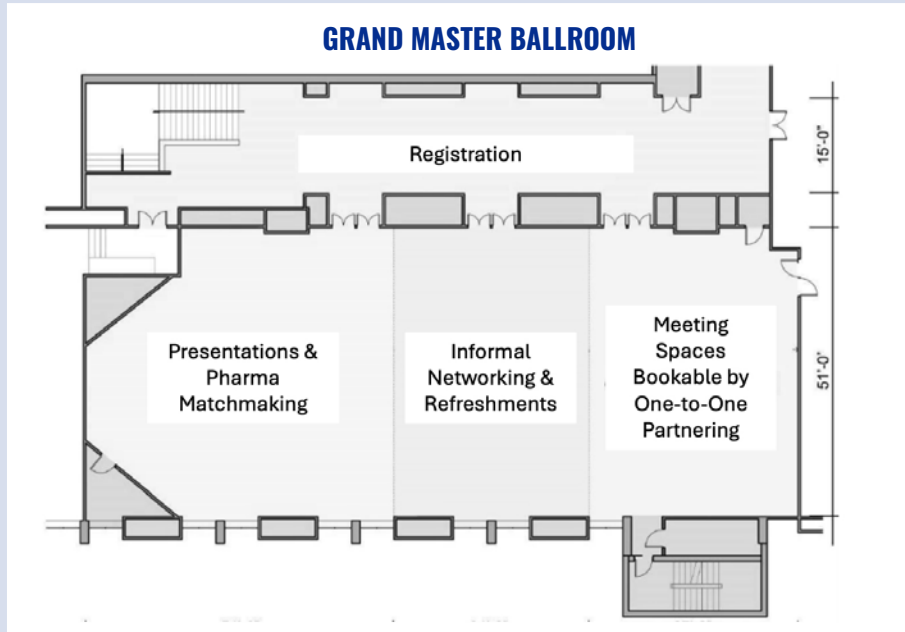 GRAND MASTER BALLROOM
Registration
15'-0"
Presentations &
Pharma
Matchmaking
Informal
Networking &
Refreshments
Meeting
Spaces
Bookable by
One-to-One
Partnering
51'-0"